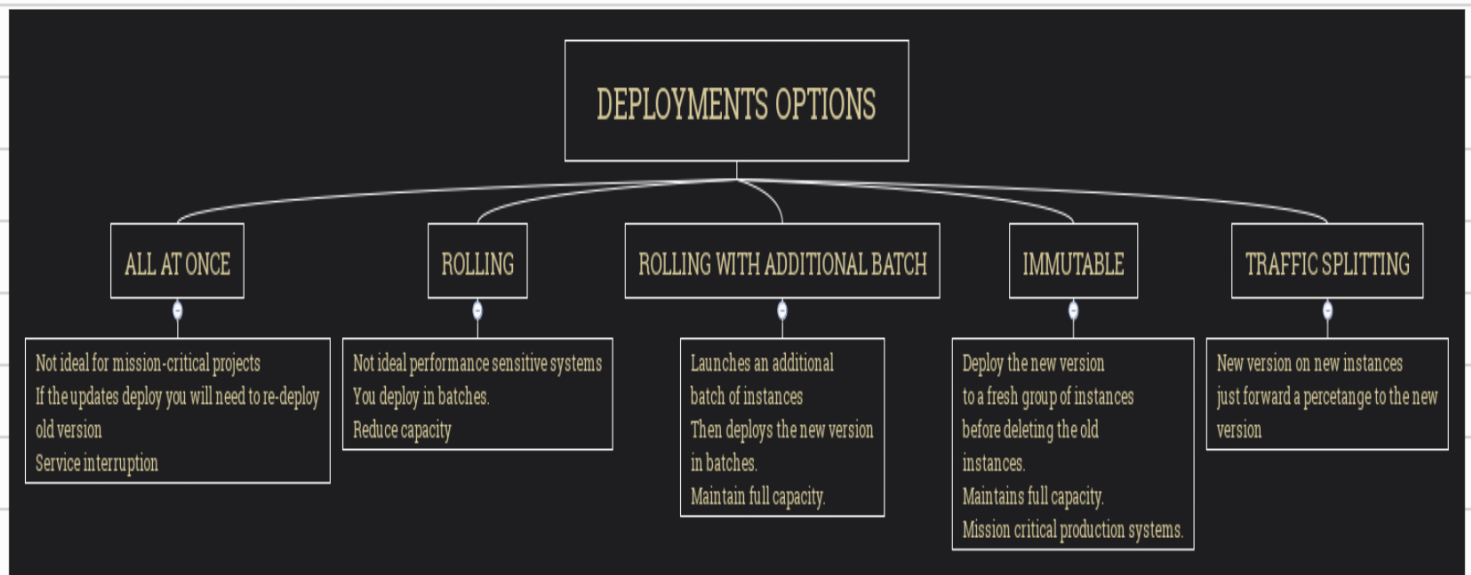 DEPLOYMENTS OPTIONS
ALL AT ONCE
Not ideal for mission-critical projects
If the updates deploy you will need to re-deploy
old version
Service interruption
ROLLING
Not ideal performance sensitive systems
You deploy in batches.
Reduce capacity
ROLLING WITH ADDITIONAL BATCH
Launches an additional
batch of instances
Then deploys the new version
in batches.
Maintain full capacity.
IMMUTABLE
Deploy the new version
to a fresh group of instances
before deleting the old
instances.
Maintains full capacity.
Mission critical production systems.
TRAFFIC SPLITTING
New version on new instances
just forward a percetange to the new
version